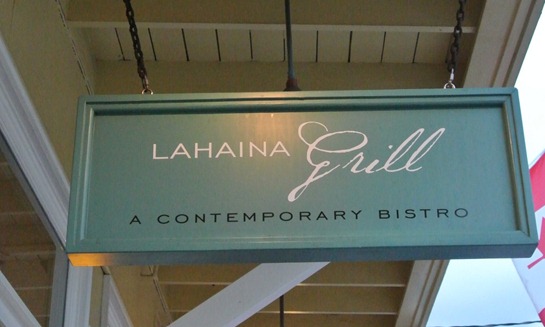 LAHAINA Grill
A CONTEMPORARY BISTRO